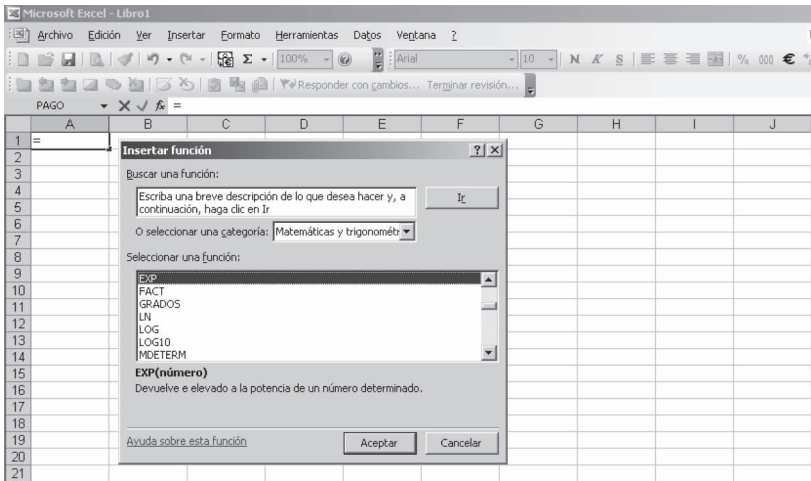 Microsoft Excel - Libro1
Archivo Edición Ver Insertar Formato Herramientas Datos Ventana ?
Σ 100% Arial 10 N K S % 000 €
Responder con cambios... Terminar revisión...
PAGO fx =
A B C D E F G H I J
1 =
2 Insertar función ? X
3 Buscar una función:
4 Escriba una breve descripción de lo que desea hacer y, a Ir
5 continuación, haga clic en Ir
6 O seleccionar una categoría: Matemáticas y trigonométr
7
8 Seleccionar una función:
9 EXP
10 FACT
11 GRADOS
12 LN
LOG
13 LOG10
14 MDETERM
15 EXP(número)
16 Devuelve e elevado a la potencia de un número determinado.
17
18
19 Ayuda sobre esta función Aceptar Cancelar
20
21